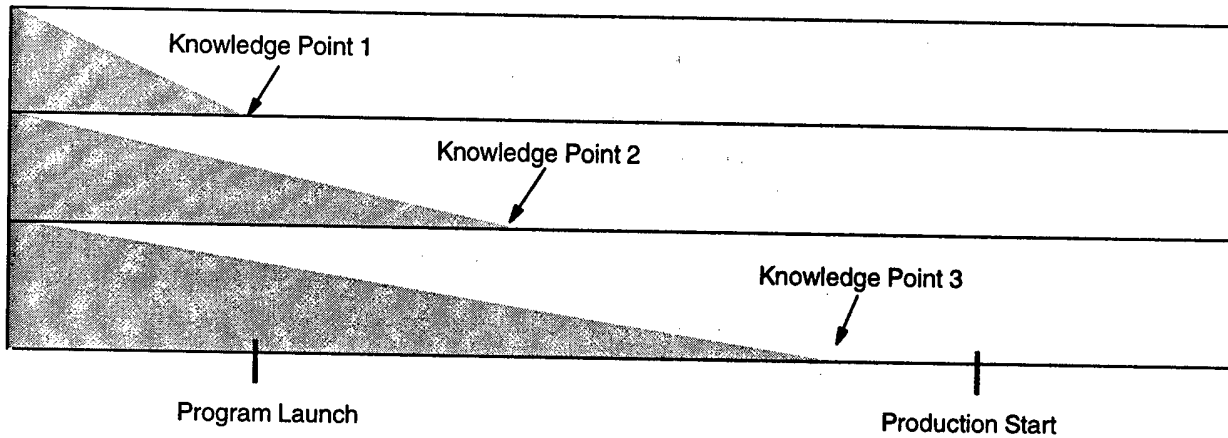 Knowledge Point 1
Knowledge Point 2
Knowledge Point 3
Program Launch
Production Start